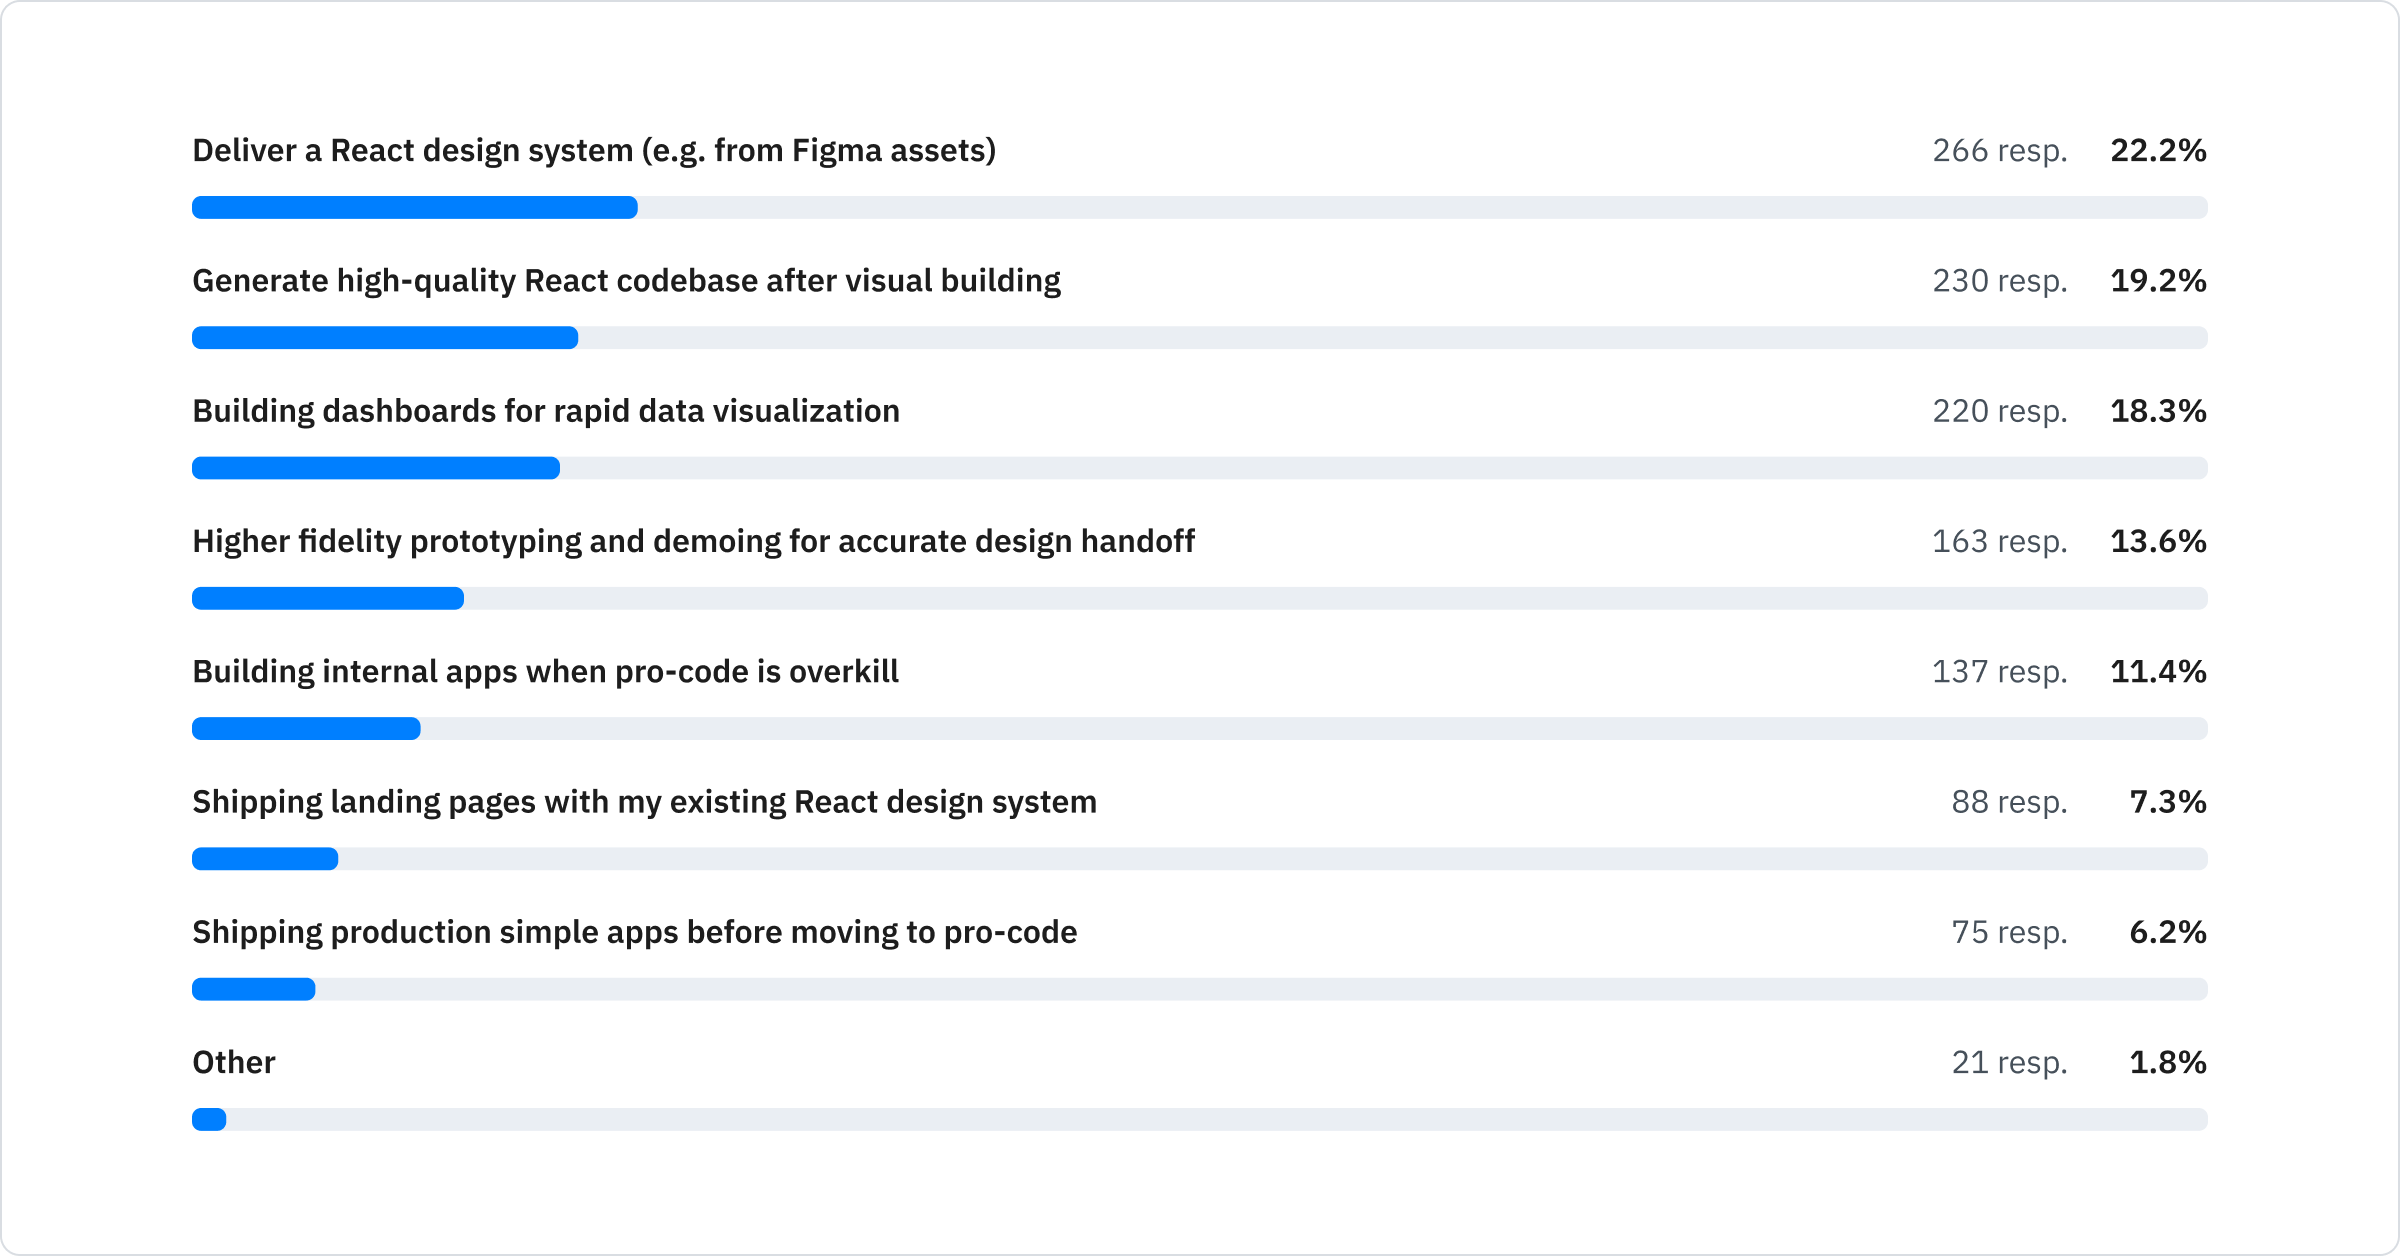 Deliver a React design system (e.g. from Figma assets) 266 resp. 22.2%
Generate high-quality React codebase after visual building 230 resp. 19.2%
Building dashboards for rapid data visualization 220 resp. 18.3%
Higher fidelity prototyping and demoing for accurate design handoff 163 resp. 13.6%
Building internal apps when pro-code is overkill 137 resp. 11.4%
Shipping landing pages with my existing React design system 88 resp. 7.3%
Shipping production simple apps before moving to pro-code 75 resp. 6.2%
Other 21 resp. 1.8%